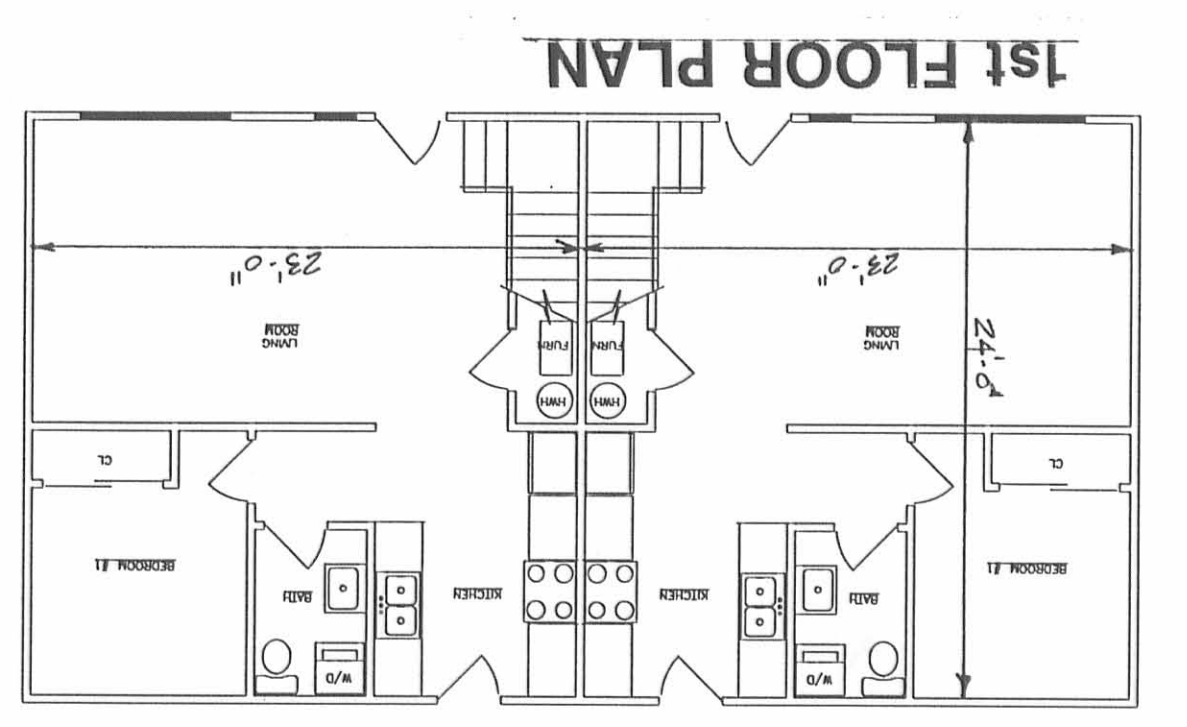 W/D
W/D
BATH
KITCHEN
KITCHEN
BATH
BEDROOM #1
BEDROOM #1
CL
CL
HWH
HWH
24'-0"
LIVING
ROOM
FURN
FURN
LIVING
ROOM
23'-0"
23'-0"
1st FLOOR PLAN